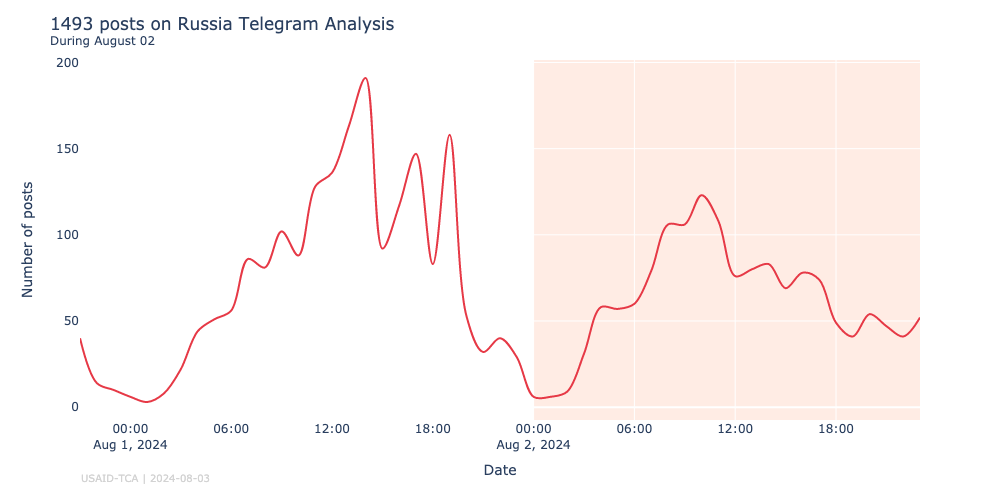 1493 posts on Russia Telegram Analysis
During August 02
200
150
100
50
0
Number of posts
00:00 06:00 12:00 18:00 00:00 06:00 12:00 18:00
Aug 1, 2024 Aug 2, 2024
Date
USAID-TCA | 2024-08-03